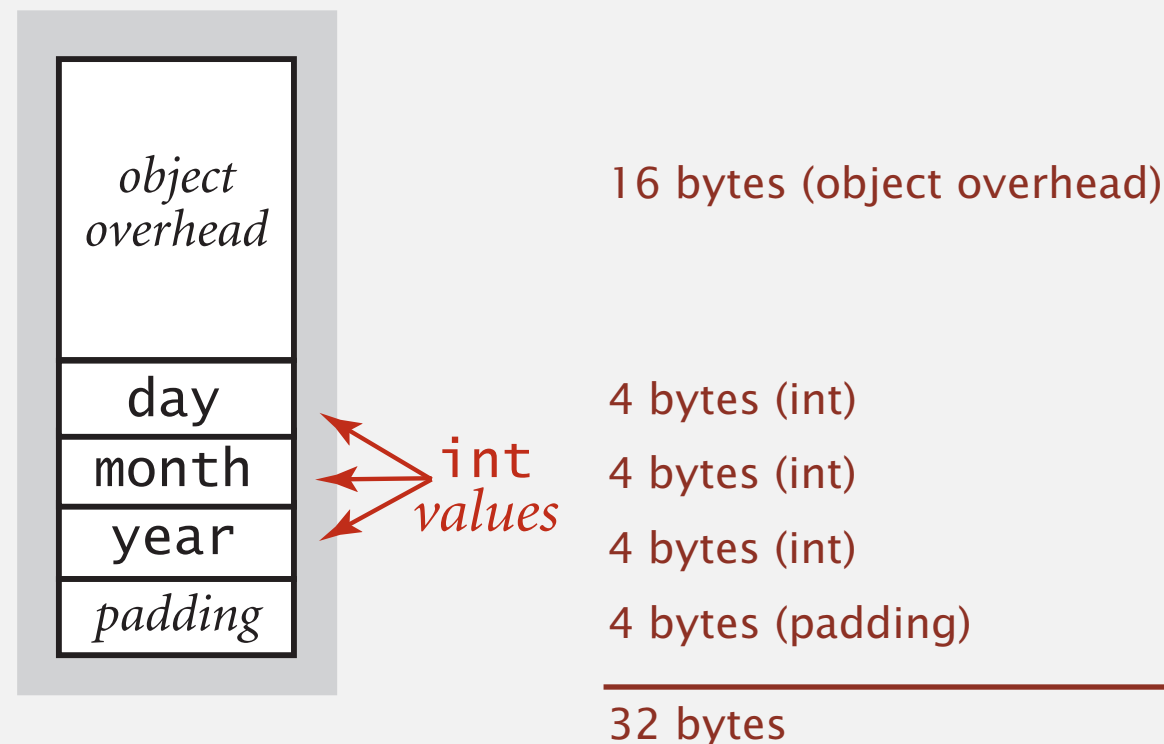 object
overhead
16 bytes (object overhead)
day
4 bytes (int)
month
int
values
4 bytes (int)
year
4 bytes (int)
padding
4 bytes (padding)
32 bytes